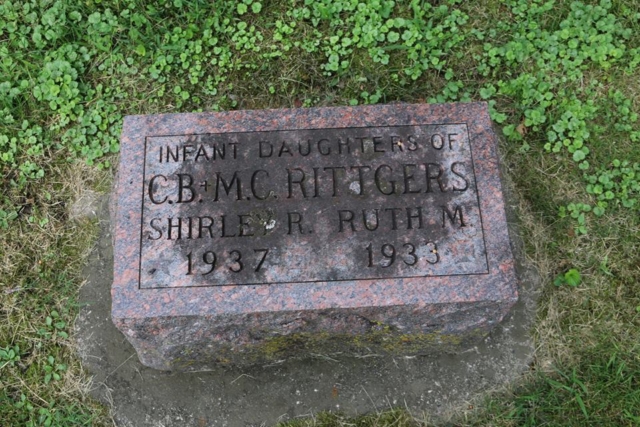 INFANT DAUGHTERS OF
C.B. + M.C. RITTGERS
SHIRLEY R. RUTH M.
1937 1933